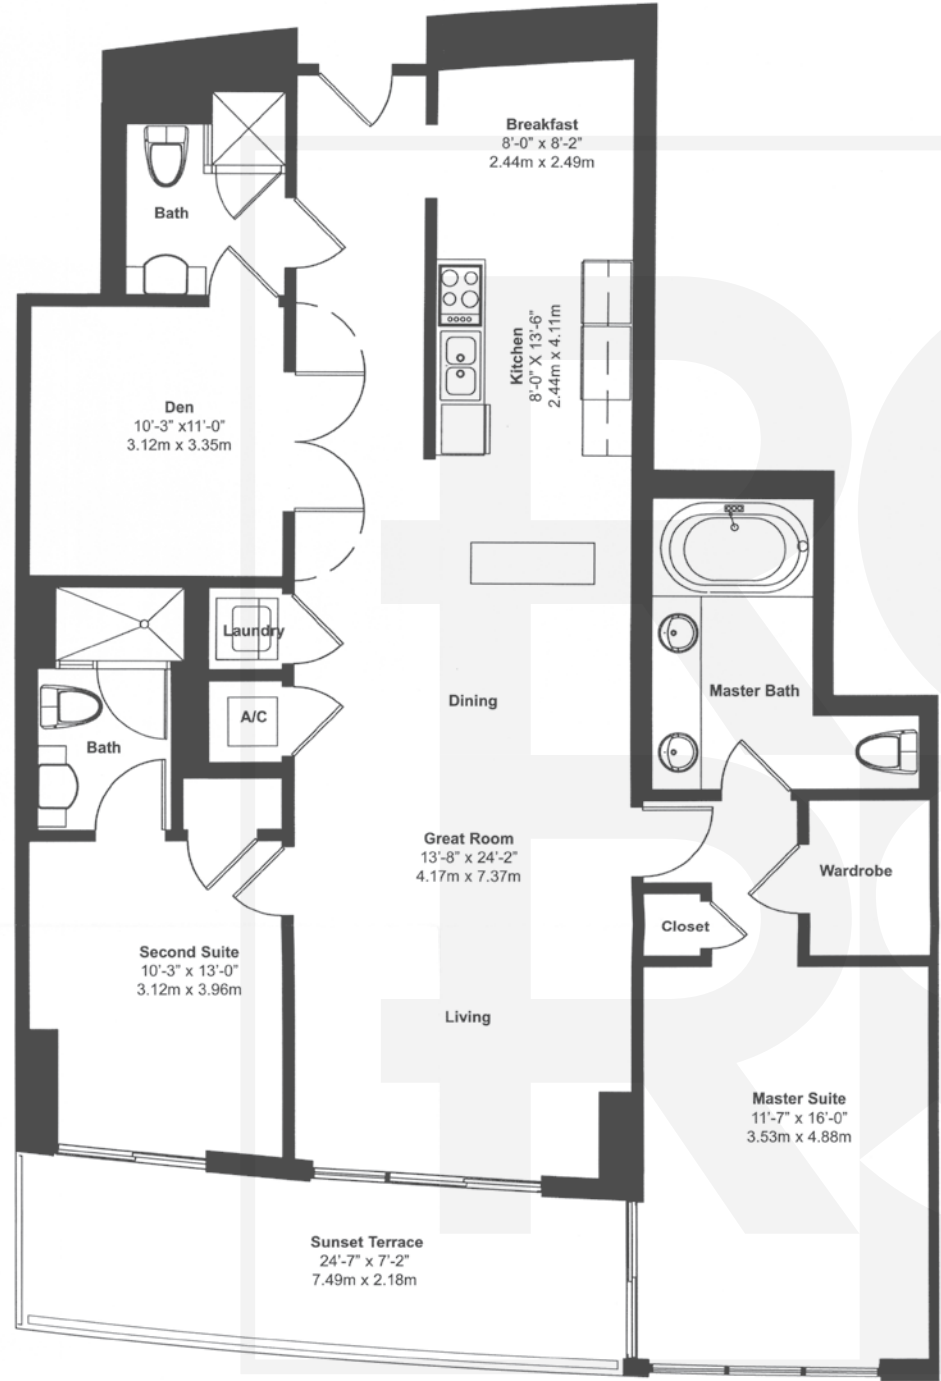 Breakfast
8'-0" x 8'-2"
2.44m x 2.49m
Bath
Kitchen
8'-0" X 13'-6"
2.44m x 4.11m
Den
10'-3" x11'-0"
3.12m x 3.35m
Laundry
A/C
Dining
Master Bath
Bath
Great Room
13'-8" x 24'-2"
4.17m x 7.37m
Wardrobe
Closet
Second Suite
10'-3" x 13'-0"
3.12m x 3.96m
Living
Master Suite
11'-7" x 16'-0"
3.53m x 4.88m
Sunset Terrace
24'-7" x 7'-2"
7.49m x 2.18m